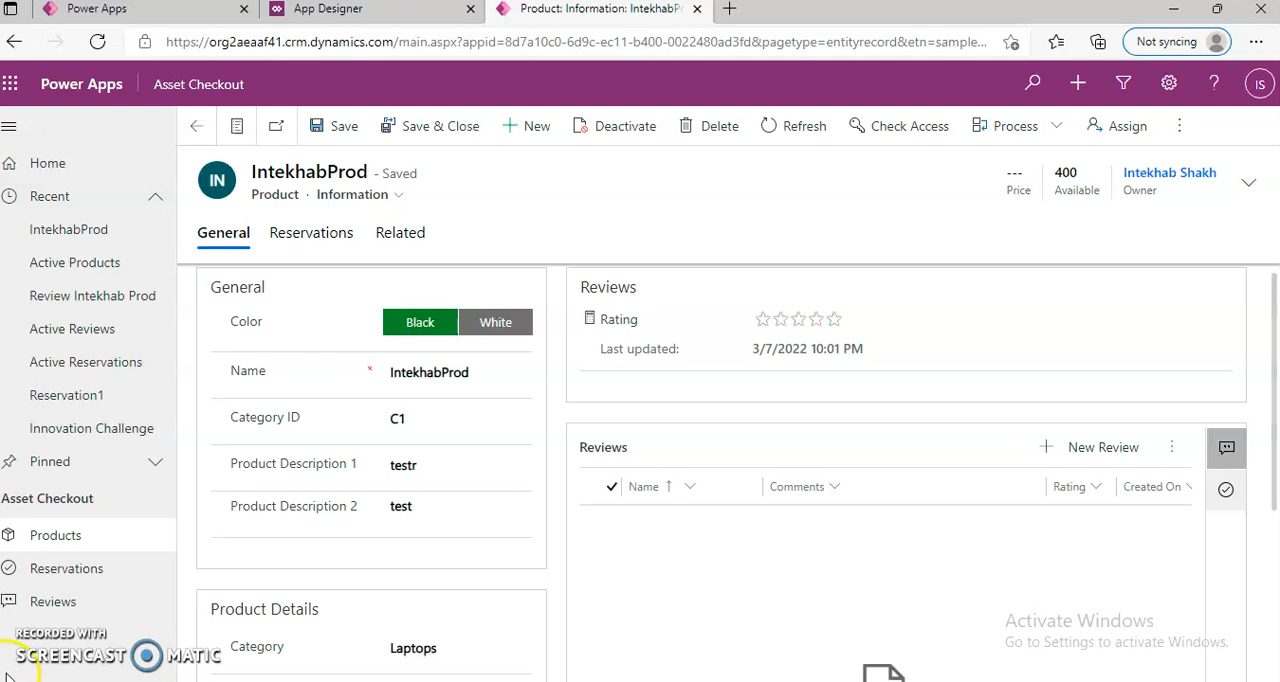 Power Apps
App Designer
Product: Information: IntekhabPr
https://org2aeaaf41.crm.dynamics.com/main.aspx?appid=8d7a10c0-6d9c-ec11-b400-0022480ad3fd&pagetype=entityrecord&etn=sample...
Not syncing
Power Apps
Asset Checkout
IS
Save
Save & Close
New
Deactivate
Delete
Refresh
Check Access
Process
Assign
Home
Recent
IntekhabProd
Active Products
Review Intekhab Prod
Active Reviews
Active Reservations
Reservation1
Innovation Challenge
Pinned
Asset Checkout
Products
Reservations
Reviews
IN
IntekhabProd - Saved
Product · Information
---
Price
400
Available
Intekhab Shakh
Owner
General
Reservations
Related
General
Color
Black
White
Name * IntekhabProd
Category ID C1
Product Description 1 testr
Product Description 2 test
Product Details
Category Laptops
Reviews
Rating
Last updated: 3/7/2022 10:01 PM
Reviews
New Review
Name
Comments
Rating
Created On
Activate Windows
Go to Settings to activate Windows.
RECORDED WITH
SCREENCAST MATIC